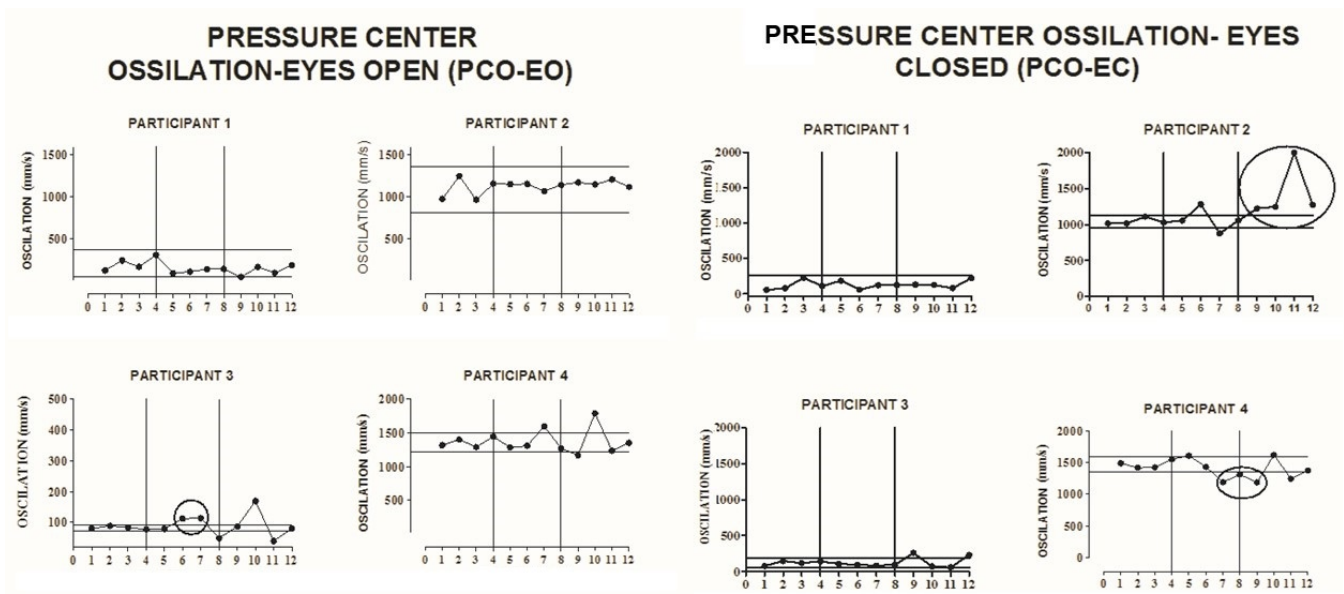 PRESSURE CENTER
OSSILATION-EYES OPEN (PCO-EO)
PARTICIPANT 1
OSCILATION (mm/s)
1500
1000
500
0 1 2 3 4 5 6 7 8 9 10 11 12
PARTICIPANT 2
OSCILATION (mm/s)
1500
1000
500
0 1 2 3 4 5 6 7 8 9 10 11 12
PARTICIPANT 3
OSCILATION (mm/s)
500
400
300
200
100
0 1 2 3 4 5 6 7 8 9 10 11 12
PARTICIPANT 4
OSCILATION (mm/s)
2000
1500
1000
500
0 1 2 3 4 5 6 7 8 9 10 11 12
PRESSURE CENTER OSSILATION- EYES
CLOSED (PCO-EC)
PARTICIPANT 1
OSCILATION (mm/s)
2000
1500
1000
500
0
0 1 2 3 4 5 6 7 8 9 10 11 12
PARTICIPANT 2
OSCILATION (mm/s)
2000
1500
1000
500
0
0 1 2 3 4 5 6 7 8 9 10 11 12
PARTICIPANT 3
OSCILATION (mm/s)
2000
1500
1000
500
0
0 1 2 3 4 5 6 7 8 9 10 11 12
PARTICIPANT 4
OSCILATION (mm/s)
2000
1500
1000
500
0
0 1 2 3 4 5 6 7 8 9 10 11 12